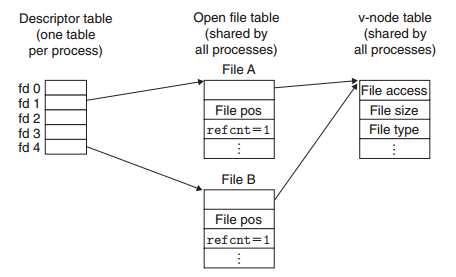 Descriptor table
(one table
per process)
Open file table
(shared by
all processes)
v-node table
(shared by
all processes)
fd 0
fd 1
fd 2
fd 3
fd 4
File A
File pos
refcnt=1
⋮
File B
File pos
refcnt=1
⋮
File access
File size
File type
⋮